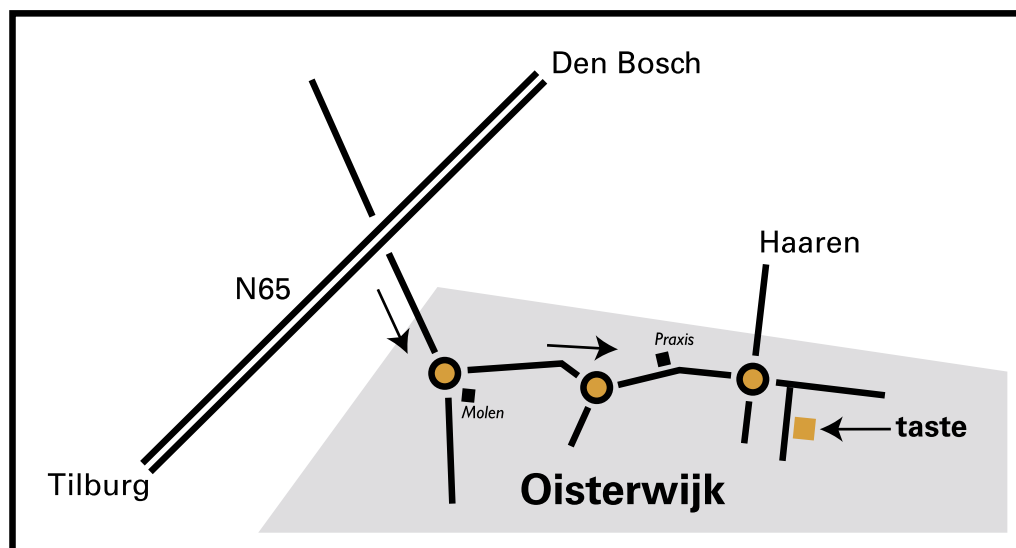 Den Bosch
Haaren
N65
Praxis
Molen
taste
Tilburg
Oisterwijk